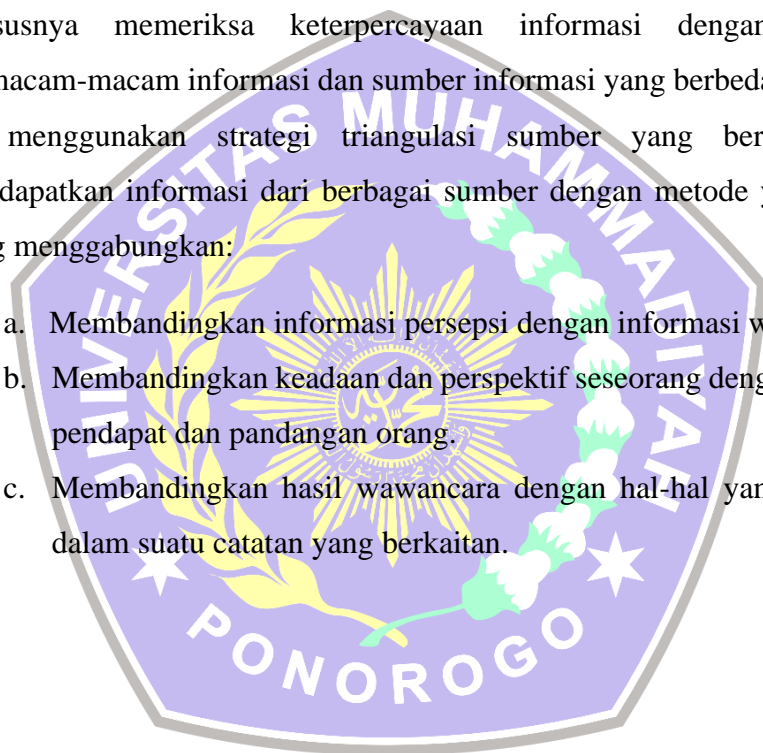 susnya memeriksa keterpercayaan informasi dengan
macam-macam informasi dan sumber informasi yang berbeda
menggunakan strategi triangulasi sumber yang ber
dapatkan informasi dari berbagai sumber dengan metode y
g menggabungkan:
a. Membandingkan informasi persepsi dengan informasi w
b. Membandingkan keadaan dan perspektif seseorang deng
pendapat dan pandangan orang.
c. Membandingkan hasil wawancara dengan hal-hal yan
dalam suatu catatan yang berkaitan.
UNIVERSITAS MUHAMMADIYAH
PONOROGO